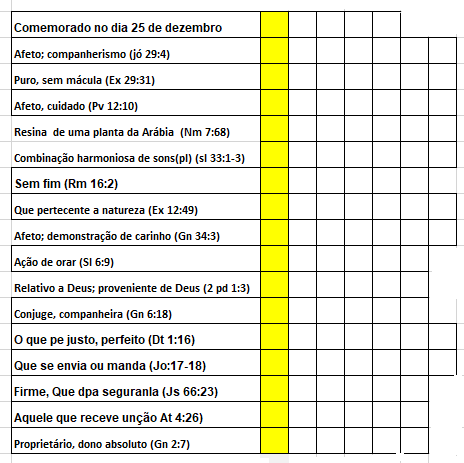 Comemorado no dia 25 de dezembro
Afeto; companherismo (jó 29:4)
Puro, sem mácula (Ex 29:31)
Afeto, cuidado (Pv 12:10)
Resina de uma planta da Arábia (Nm 7:68)
Combinação harmoniosa de sons(pl) (sl 33:1-3)
Sem fim (Rm 16:2)
Que pertecente a natureza (Ex 12:49)
Afeto; demonstração de carinho (Gn 34:3)
Ação de orar (Sl 6:9)
Relativo a Deus; proveniente de Deus (2 pd 1:3)
Conjuge, companheira (Gn 6:18)
O que pe justo, perfeito (Dt 1:16)
Que se envia ou manda (Jo:17-18)
Firme, Que dpa seguranla (Js 66:23)
Aquele que receve unção At 4:26)
Proprietário, dono absoluto (Gn 2:7)